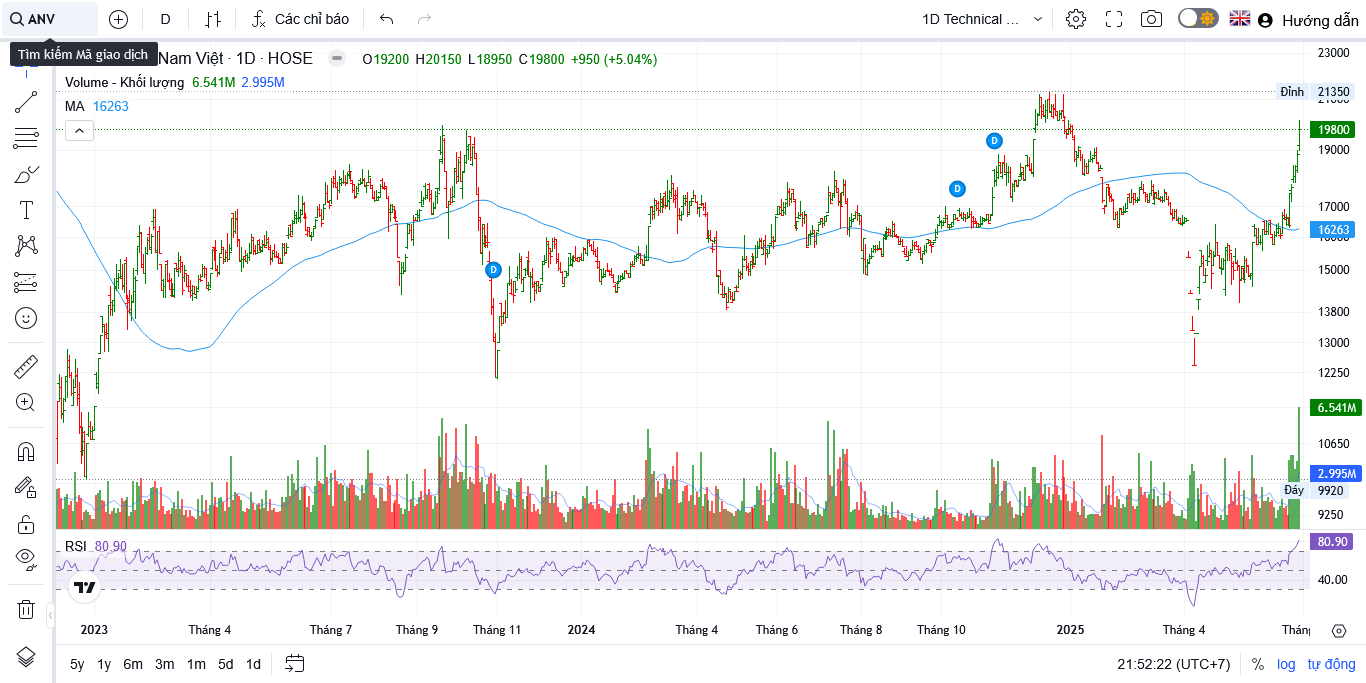 ANV
D
Các chỉ báo
1D Technical ...
Hướng dẫn
Tìm kiếm Mã giao dịch
Nam Việt · 1D · HOSE
O19200 H20150 L18950 C19800 +950 (+5.04%)
Volume - Khối lượng 6.541M 2.995M
MA 16263
23000
Đỉnh 21350
21000
19800
19000
17000
16263
16000
15000
13800
13000
12250
6.541M
10650
2.995M
Đáy 9920
9250
D
D
D
RSI 80.90
80.90
40.00
2023 Tháng 4 Tháng 7 Tháng 9 Tháng 11 2024 Tháng 4 Tháng 6 Tháng 8 Tháng 10 2025 Tháng 4 Tháng
5y 1y 6m 3m 1m 5d 1d
21:52:22 (UTC+7) % log tự động